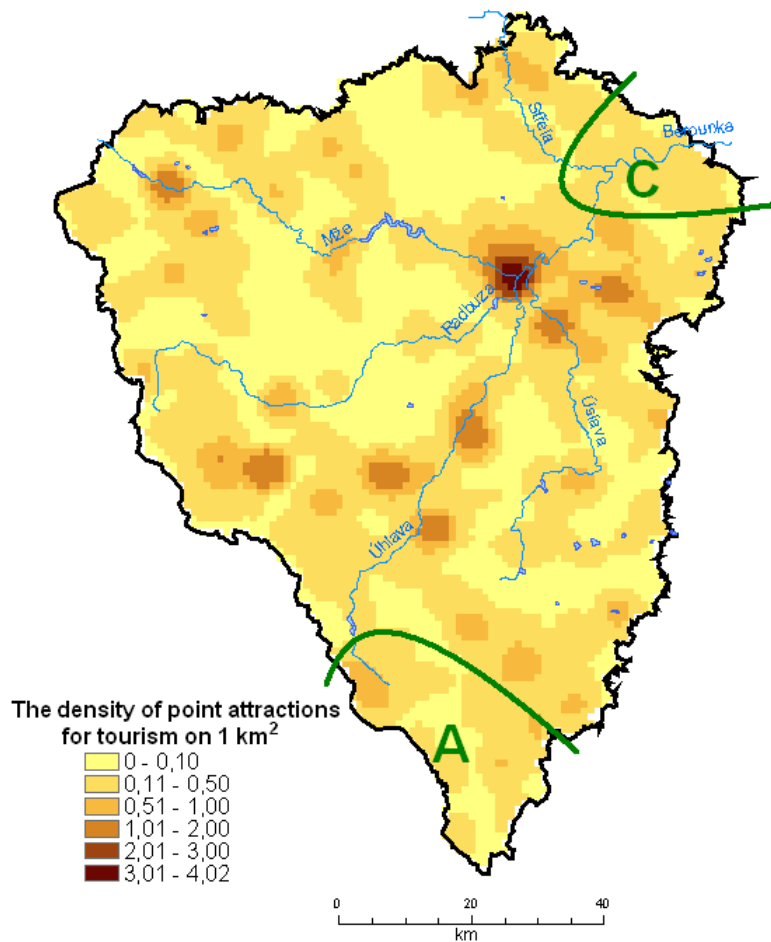 Střela
Berounka
C
Mže
Radbuza
Úslava
Úhlava
A
The density of point attractions
for tourism on 1 km²
0 - 0,10
0,11 - 0,50
0,51 - 1,00
1,01 - 2,00
2,01 - 3,00
3,01 - 4,02
0 20 40
km